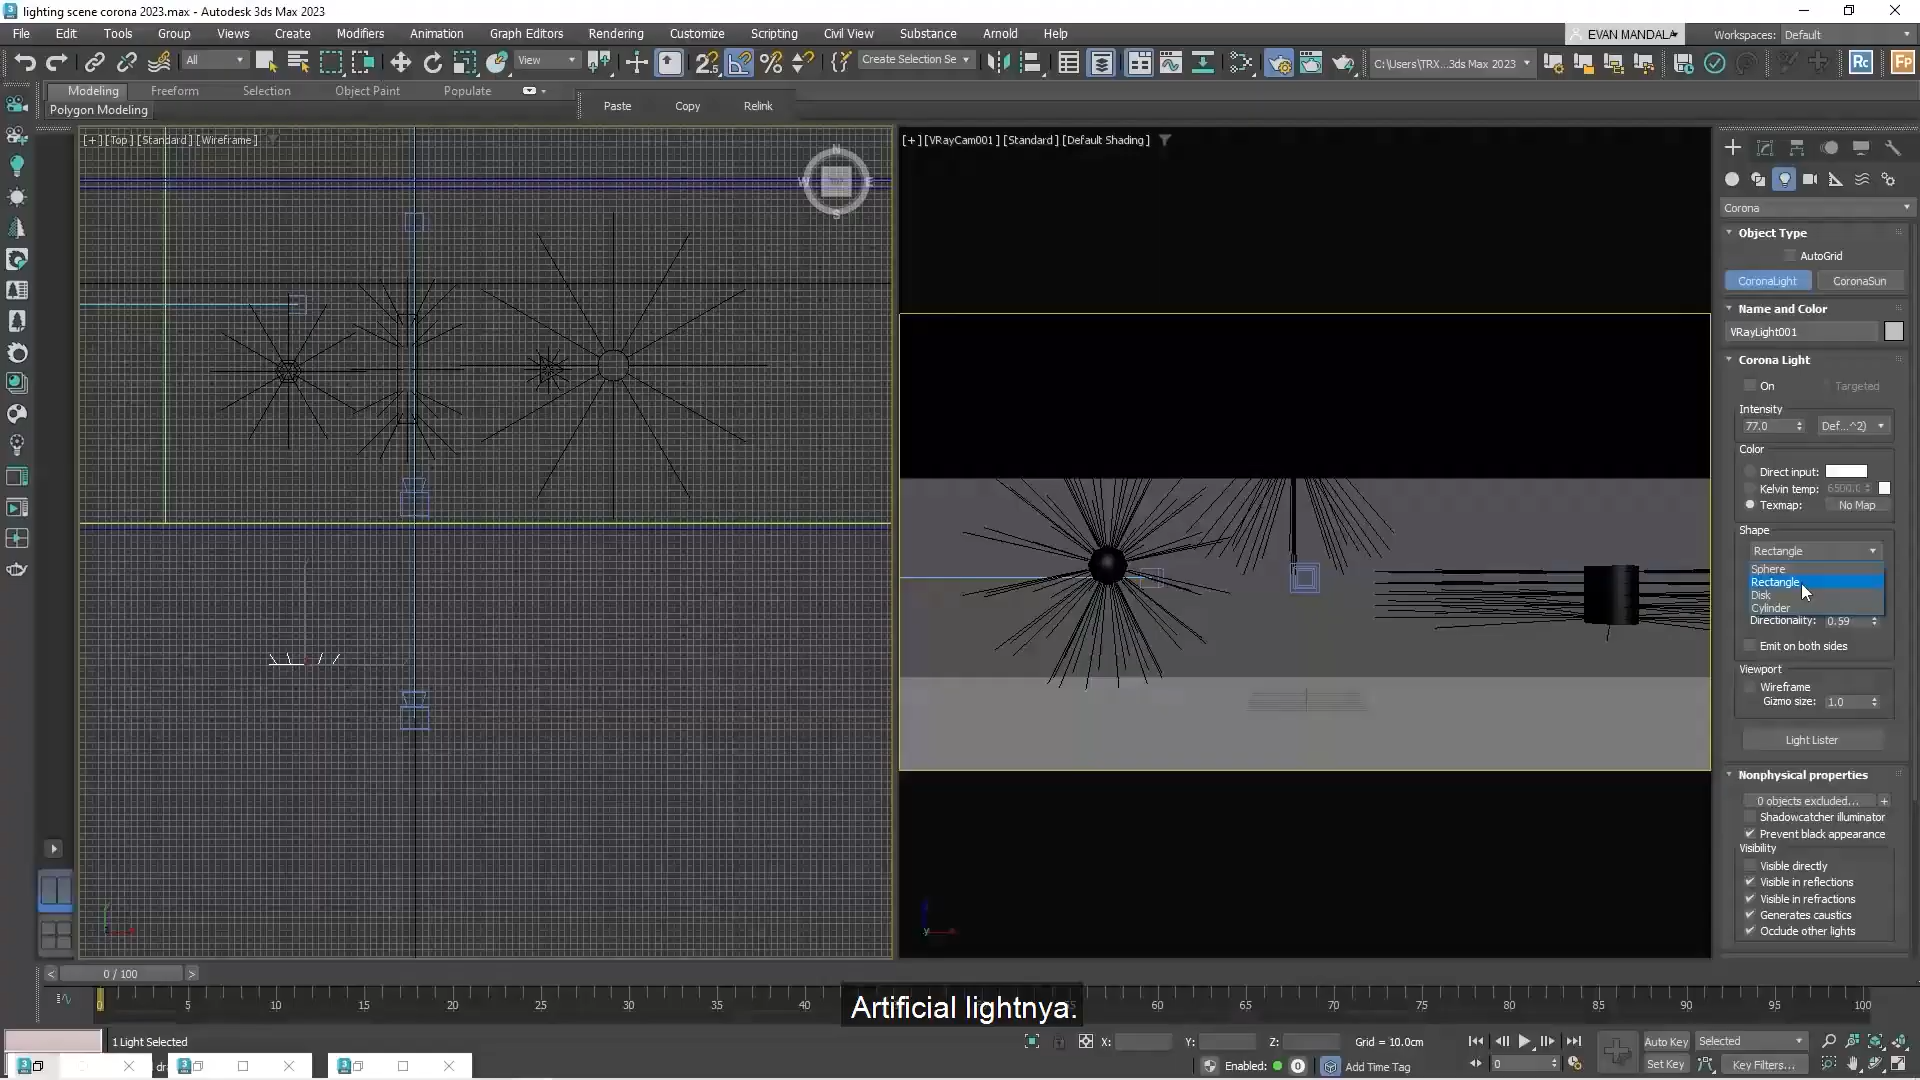 lighting scene corona 2023.max - Autodesk 3ds Max 2023
File Edit Tools Group Views Create Modifiers Animation Graph Editors Rendering Customize Scripting Civil View Substance Arnold Help
EVAN MANDALA
Workspaces: Default
All
View
Create Selection Se
C:\Users\TRX...3ds Max 2023
Rc
FP
Modeling Freeform Selection Object Paint Populate
Polygon Modeling
Paste Copy Relink
[+] [Top] [Standard] [Wireframe]
N
W E
S
[+] [VRayCam001] [Standard] [Default Shading]
Corona
Object Type
AutoGrid
CoronaLight CoronaSun
Name and Color
VRayLight001
Corona Light
On Targeted
Intensity
77.0 Def...^2)
Color
Direct input:
Kelvin temp:
Texmap: No Map
Shape
Rectangle
Sphere
Rectangle
Disk
Cylinder
Directionality: 0.59
Emit on both sides
Viewport
Wireframe
Gizmo size: 1.0
Light Lister
Nonphysical properties
0 objects excluded... +
Shadowcatcher illuminator
Prevent black appearance
Visibility
Visible directly
Visible in reflections
Visible in refractions
Generates caustics
Occlude other lights
< 0 / 100 >
0 5 10 15 20 25 30 35 40 60 65 70 75 80 85 90 95 100
Artificial lightnya.
1 Light Selected
X: Y: Z: Grid = 10.0cm
Auto Key Selected
Enabled: 0 Add Time Tag
0
Set Key Key Filters...